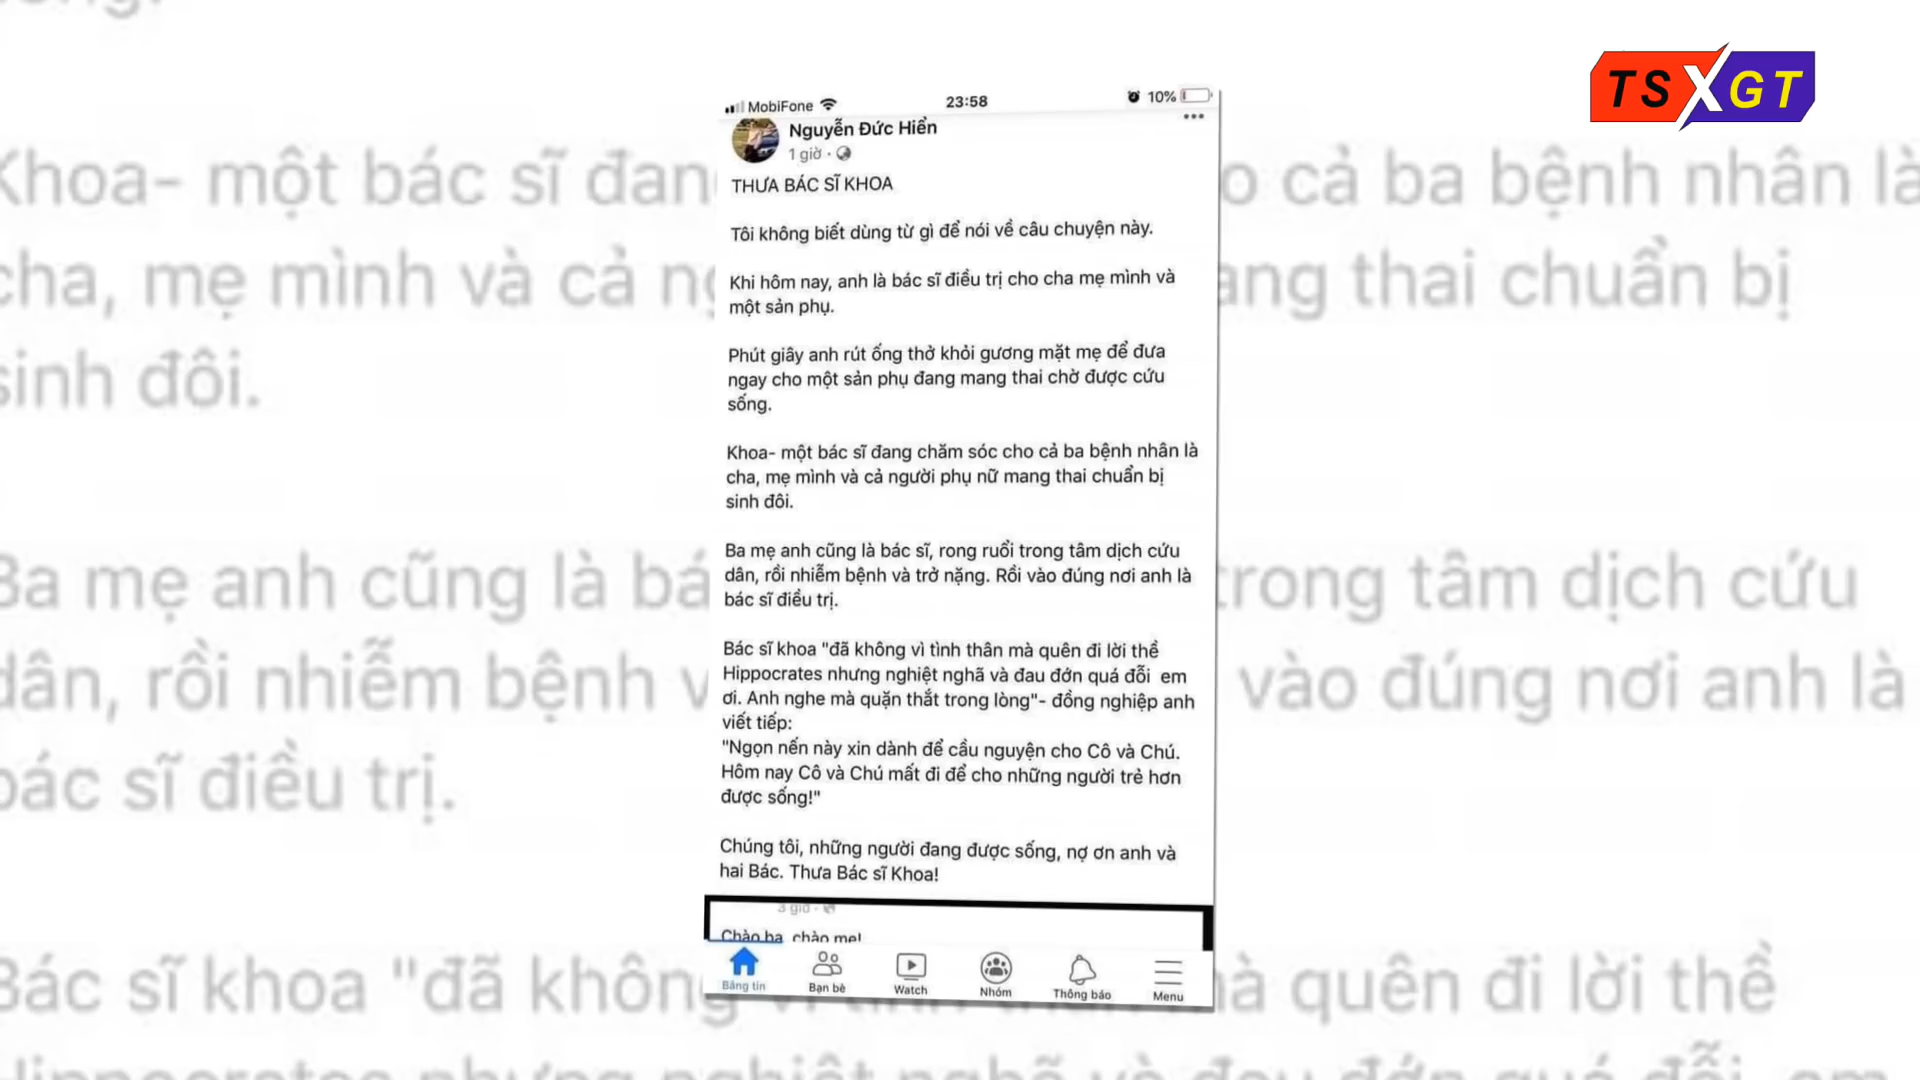 TSXGT
MobiFone
23:58
10%
Nguyễn Đức Hiển
1 giờ ·
THƯA BÁC SĨ KHOA
Tôi không biết dùng từ gì để nói về câu chuyện này.
Khi hôm nay, anh là bác sĩ điều trị cho cha mẹ mình và
một sản phụ.
Phút giây anh rút ống thở khỏi gương mặt mẹ để đưa
ngay cho một sản phụ đang mang thai chờ được cứu
sống.
Khoa- một bác sĩ đang chăm sóc cho cả ba bệnh nhân là
cha, mẹ mình và cả người phụ nữ mang thai chuẩn bị
sinh đôi.
Ba mẹ anh cũng là bác sĩ, rong ruổi trong tâm dịch cứu
dân, rồi nhiễm bệnh và trở nặng. Rồi vào đúng nơi anh là
bác sĩ điều trị.
Bác sĩ khoa "đã không vì tình thân mà quên đi lời thề
Hippocrates nhưng nghiệt nghã và đau đớn quá đỗi em
ơi. Anh nghe mà quặn thắt trong lòng"- đồng nghiệp anh
viết tiếp:
"Ngọn nến này xin dành để cầu nguyện cho Cô và Chú.
Hôm nay Cô và Chú mất đi để cho những người trẻ hơn
được sống!"
Chúng tôi, những người đang được sống, nợ ơn anh và
hai Bác. Thưa Bác sĩ Khoa!
3 giờ ·
Chào ba, chào mẹ!
Bảng tin
Bạn bè
Watch
Nhóm
Thông báo
Menu
Khoa- một bác sĩ đan
o cả ba bệnh nhân là
cha, mẹ mình và cả ng
ang thai chuẩn bị
sinh đôi.
Ba mẹ anh cũng là bá
trong tâm dịch cứu
dân, rồi nhiễm bệnh v
vào đúng nơi anh là
bác sĩ điều trị.
Bác sĩ khoa "đã không
mà quên đi lời thề